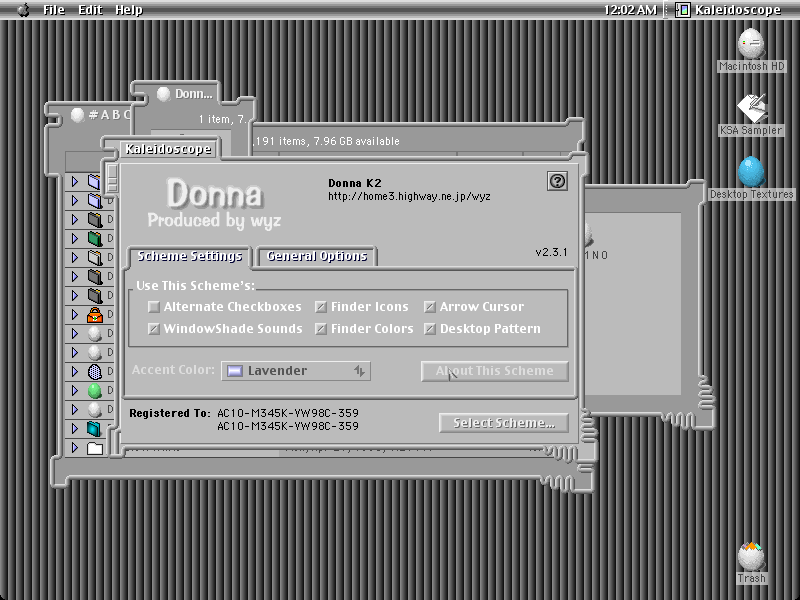 File Edit Help
12:02 AM Kaleidoscope
Macintosh HD
KSA Sampler
Desktop Textures
Trash
Donn...
#ABC
1 item, 7.
191 items, 7.96 GB available
Kaleidoscope
Donna
Produced by wyz
Donna K2
http://home3.highway.ne.jp/wyz
?
Scheme Settings
General Options
v2.3.1
Use This Scheme's:
Alternate Checkboxes
Finder Icons
Arrow Cursor
WindowShade Sounds
Finder Colors
Desktop Pattern
Accent Color:
Lavender
About This Scheme
Registered To: AC10-M345K-YW98C-359
AC10-M345K-YW98C-359
Select Scheme...